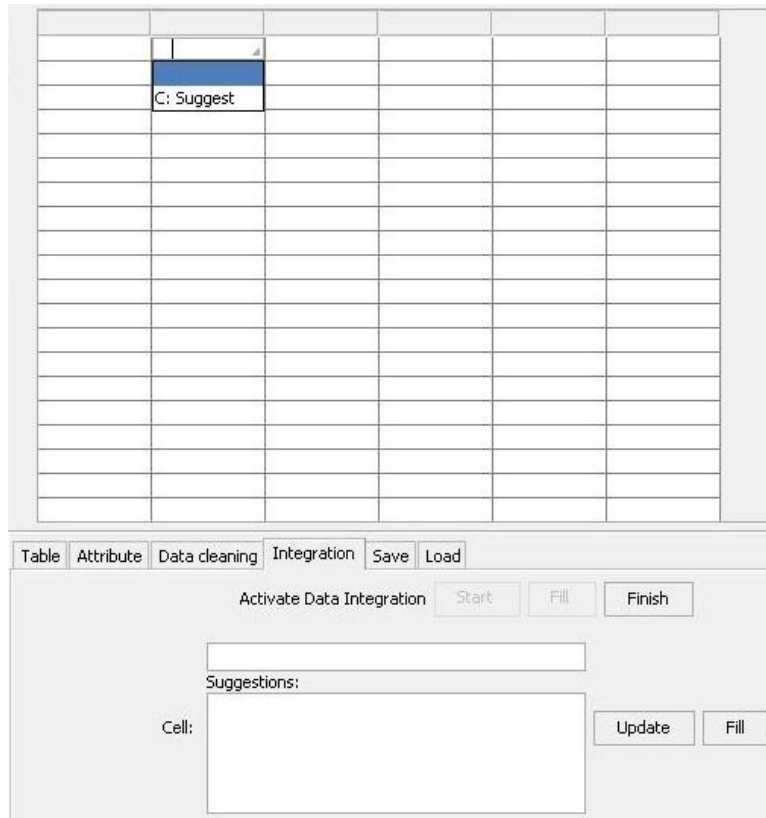 C: Suggest
Table Attribute Data cleaning Integration Save Load
Activate Data Integration Start Fill Finish
Suggestions:
Cell: Update Fill